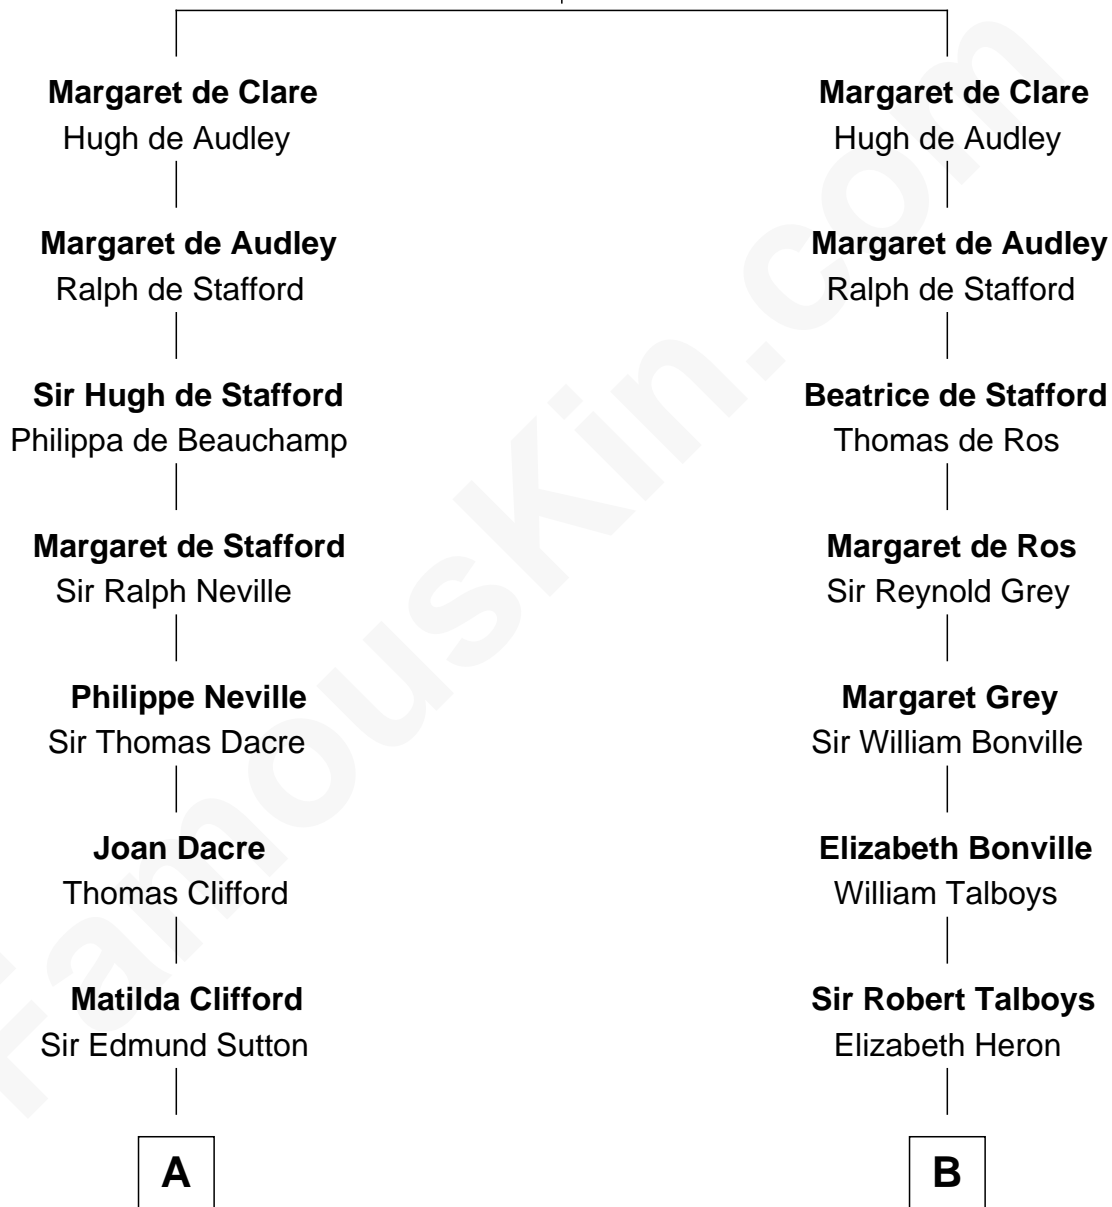 Margaret de Clare
Hugh de Audley
Margaret de Audley
Ralph de Stafford
Sir Hugh de Stafford
Philippa de Beauchamp
Margaret de Stafford
Sir Ralph Neville
Philippe Neville
Sir Thomas Dacre
Joan Dacre
Thomas Clifford
Matilda Clifford
Sir Edmund Sutton
A
Margaret de Clare
Hugh de Audley
Margaret de Audley
Ralph de Stafford
Beatrice de Stafford
Thomas de Ros
Margaret de Ros
Sir Reynold Grey
Margaret Grey
Sir William Bonville
Elizabeth Bonville
William Talboys
Sir Robert Talboys
Elizabeth Heron
B
FamousKin.com